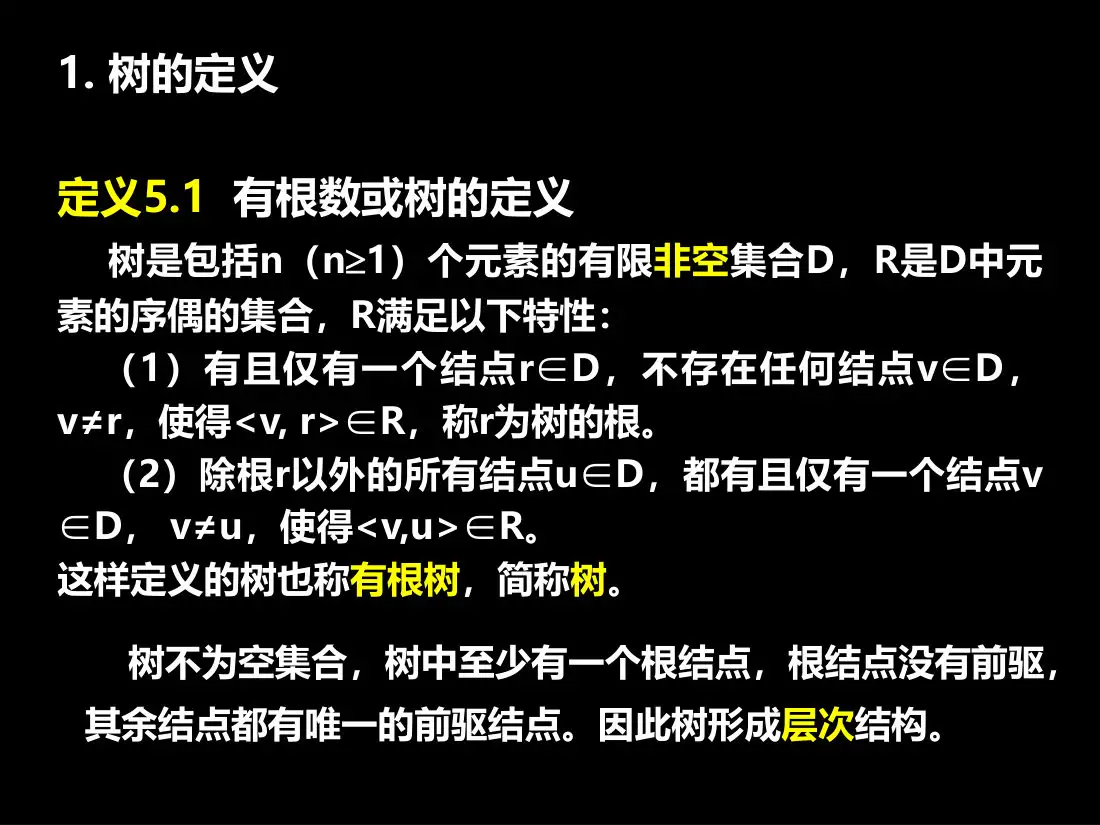 1. 树的定义
定义5.1 有根数或树的定义
树是包括n（n≥1）个元素的有限非空集合D，R是D中元
素的序偶的集合，R满足以下特性：
（1）有且仅有一个结点r∈D，不存在任何结点v∈D，
v≠r，使得<v, r>∈R，称r为树的根。
（2）除根r以外的所有结点u∈D，都有且仅有一个结点v
∈D， v≠u，使得<v,u>∈R。
这样定义的树也称有根树，简称树。
树不为空集合，树中至少有一个根结点，根结点没有前驱，
其余结点都有唯一的前驱结点。因此树形成层次结构。